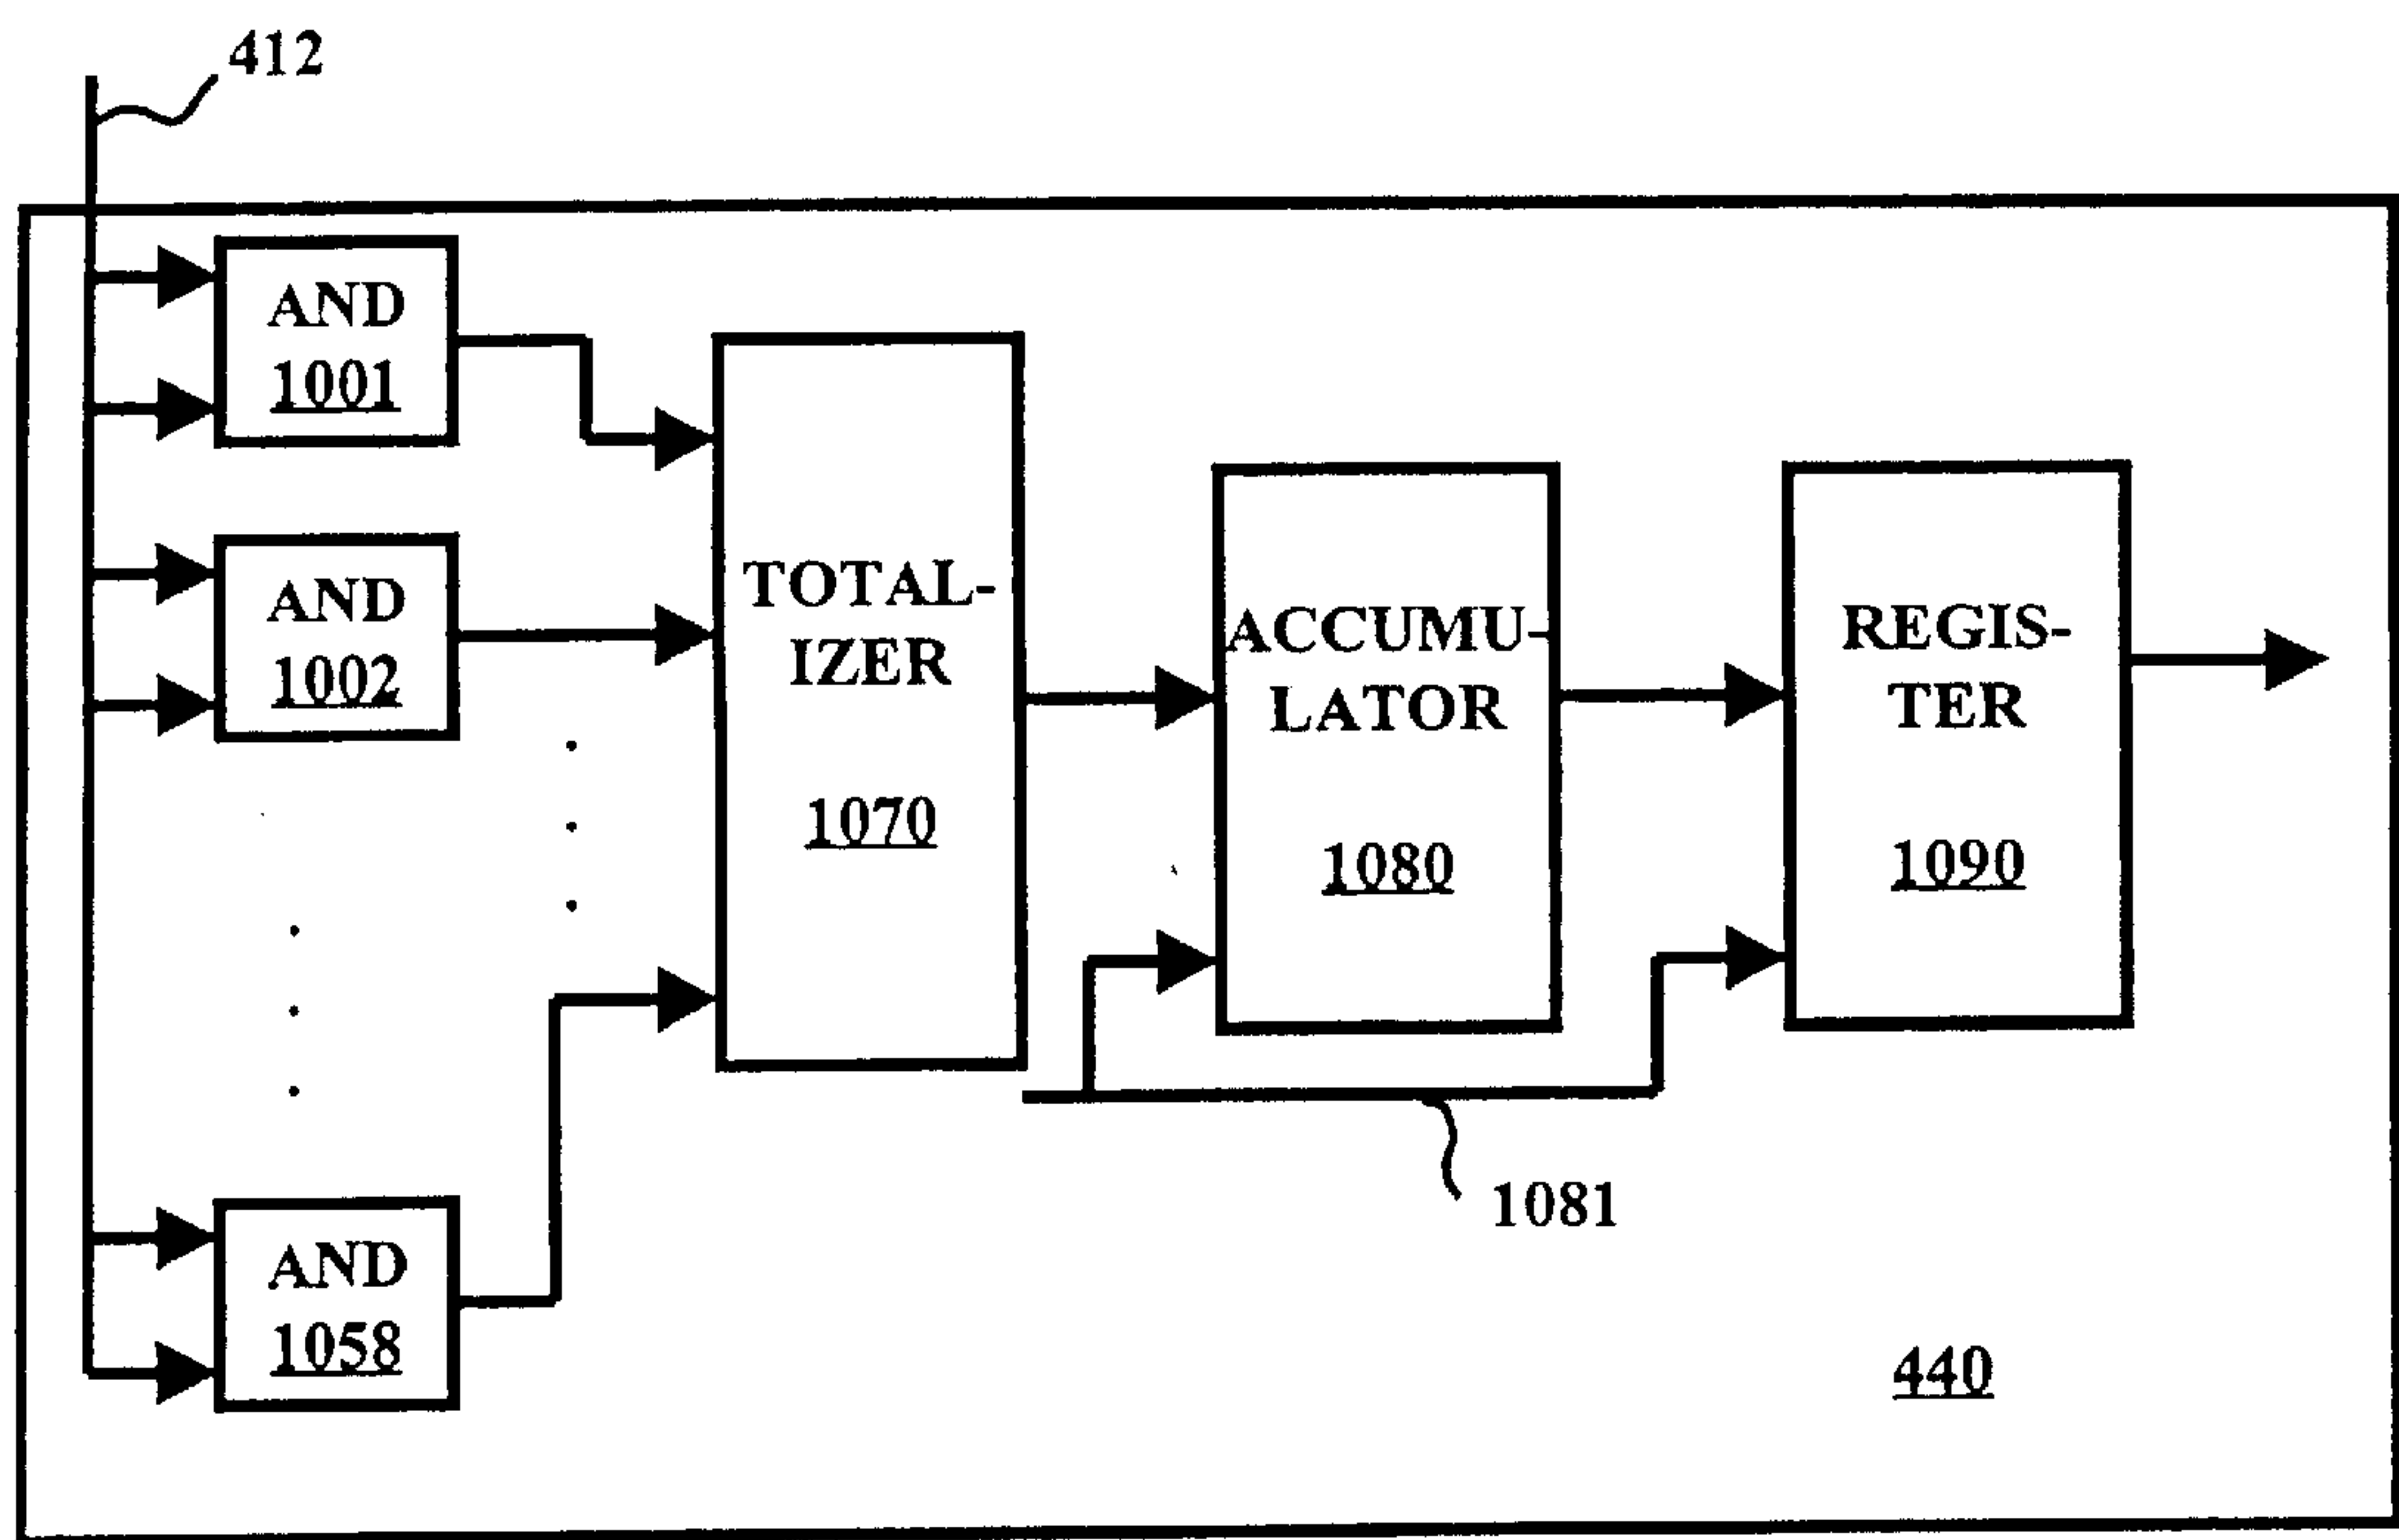 412
AND
1001
AND
1002
TOTAL-
IZER
1070
ACCUMU-
LATOR
1080
REGIS-
TER
1090
1081
AND
1058
440